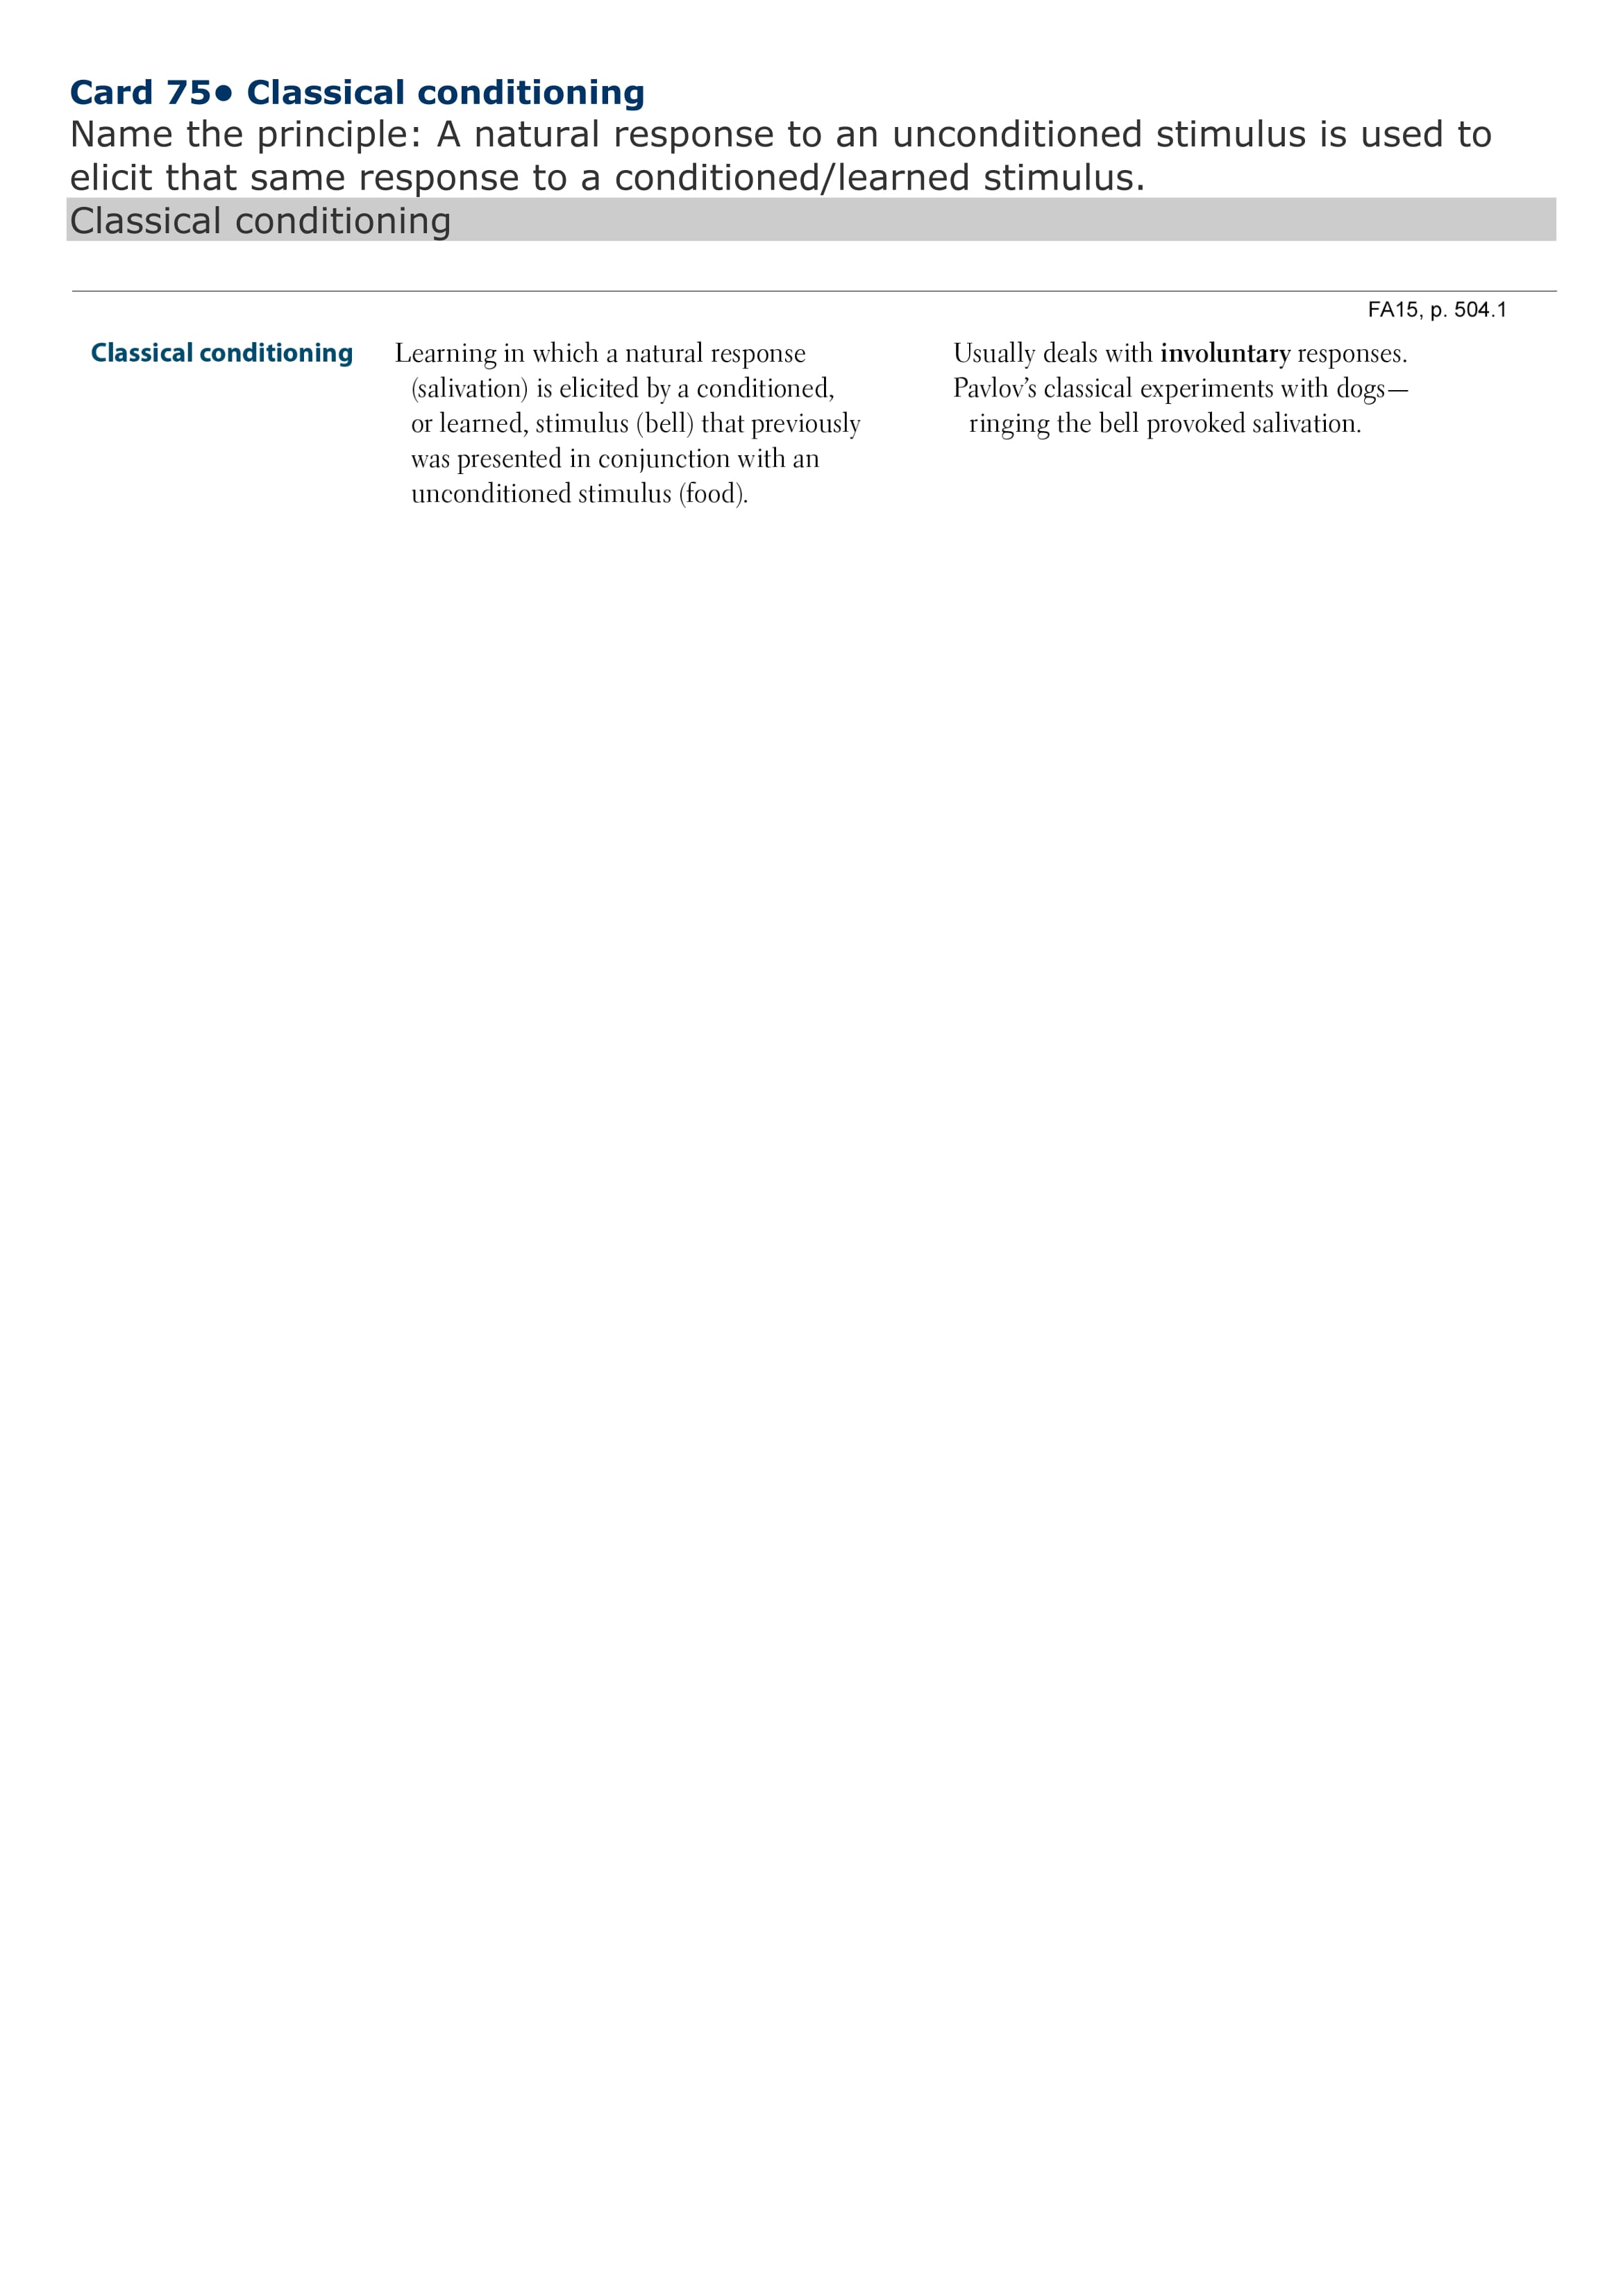 Card 75● Classical conditioning
Name the principle: A natural response to an unconditioned stimulus is used to
elicit that same response to a conditioned/learned stimulus.
Classical conditioning
FA15, p. 504.1
Classical conditioning
Learning in which a natural response
(salivation) is elicited by a conditioned,
or learned, stimulus (bell) that previously
was presented in conjunction with an
unconditioned stimulus (food).
Usually deals with involuntary responses.
Pavlov’s classical experiments with dogs—
ringing the bell provoked salivation.